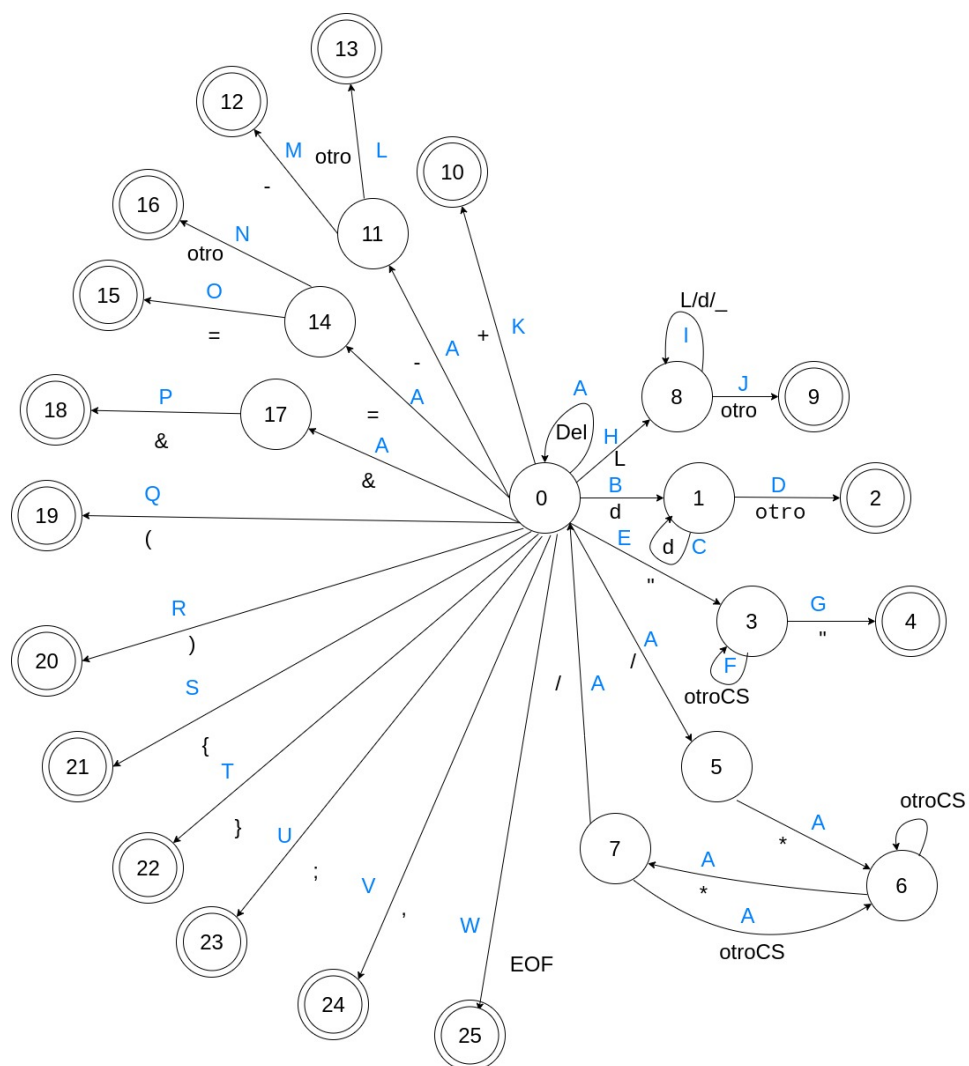 13
12
M
otro
L
10
-
16
N
11
otro
15
O
14
=
K
+
A
-
L/d/_
I
8
J
otro
9
A
Del
H
L
A
=
18
P
17
&
A
&
0
B
d
1
D
otro
2
d
C
19
Q
(
E
"
3
G
"
4
F
otroCS
R
)
20
A
/
S
{
21
/
A
5
T
}
22
U
;
23
A
*
otroCS
6
7
A
*
A
otroCS
V
,
24
W
EOF
25